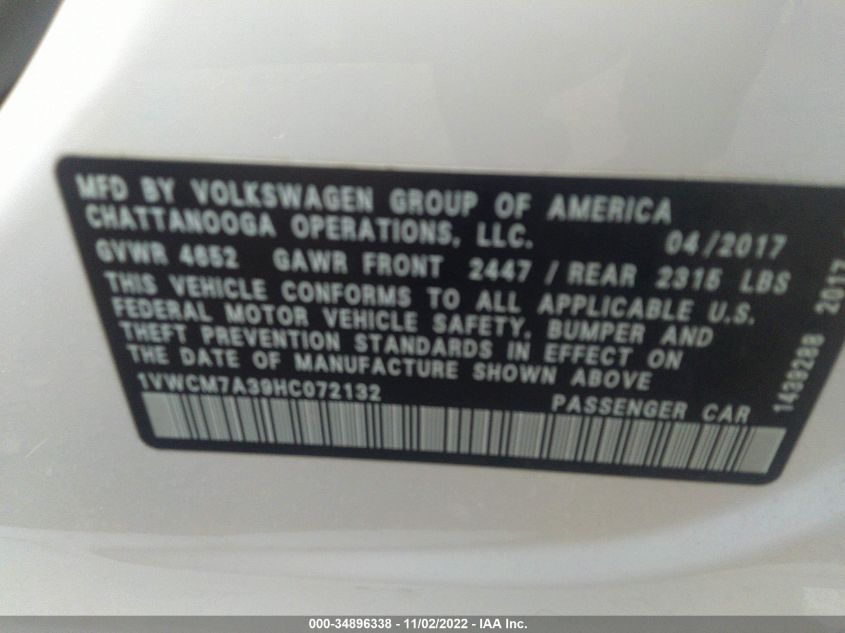 MFD BY VOLKSWAGEN GROUP OF AMERICA
CHATTANOOGA OPERATIONS, LLC. 04/2017
GVWR 4652 GAWR FRONT 2447 / REAR 2315 LBS
THIS VEHICLE CONFORMS TO ALL APPLICABLE U.S.
FEDERAL MOTOR VEHICLE SAFETY, BUMPER AND
THEFT PREVENTION STANDARDS IN EFFECT ON
THE DATE OF MANUFACTURE SHOWN ABOVE
1VWCM7A39HC072132 PASSENGER CAR
1439288 2017
000-34896338 - 11/02/2022 - IAA Inc.